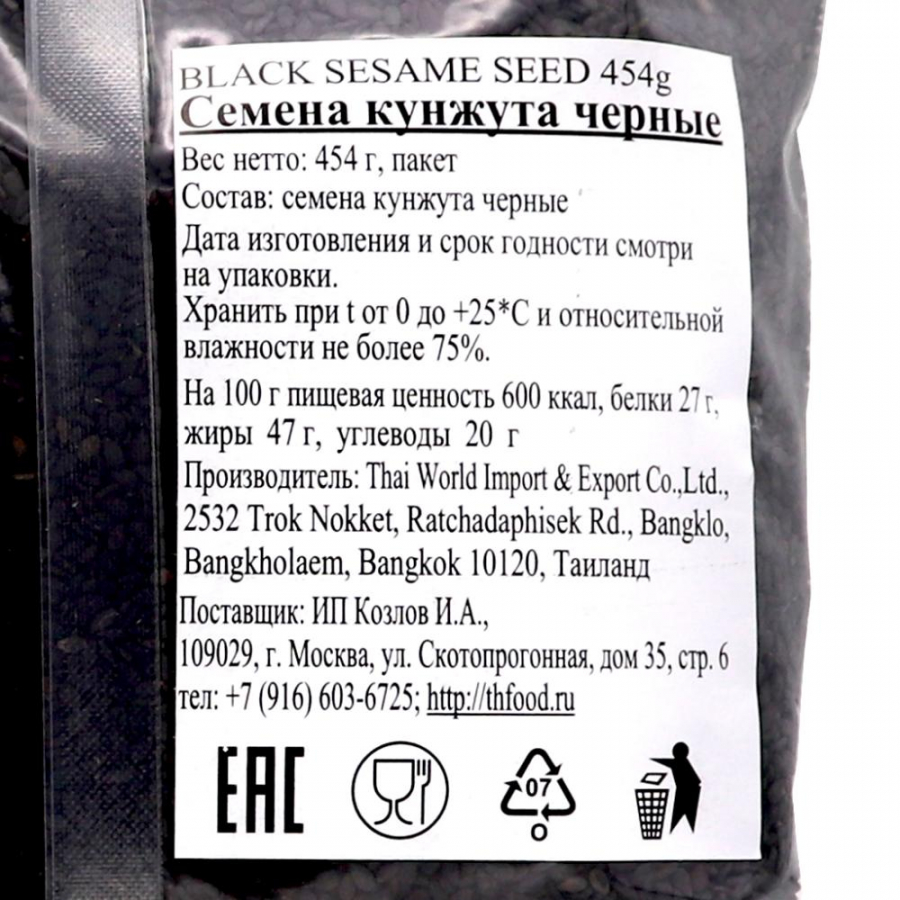 BLACK SESAME SEED 454g
Семена кунжута черные
Вес нетто: 454 г, пакет
Состав: семена кунжута черные
Дата изготовления и срок годности смотри
на упаковки.
Хранить при t от 0 до +25*С и относительной
влажности не более 75%.
На 100 г пищевая ценность 600 ккал, белки 27 г,
жиры 47 г, углеводы 20 г
Производитель: Thai World Import & Export Co.,Ltd.,
2532 Trok Nokket, Ratchadaphisek Rd., Bangklo,
Bangkholaem, Bangkok 10120, Таиланд
Поставщик: ИП Козлов И.А.,
109029, г. Москва, ул. Скотопрогонная, дом 35, стр. 6
тел: +7 (916) 603-6725; http://thfood.ru
ЕАС 07
O